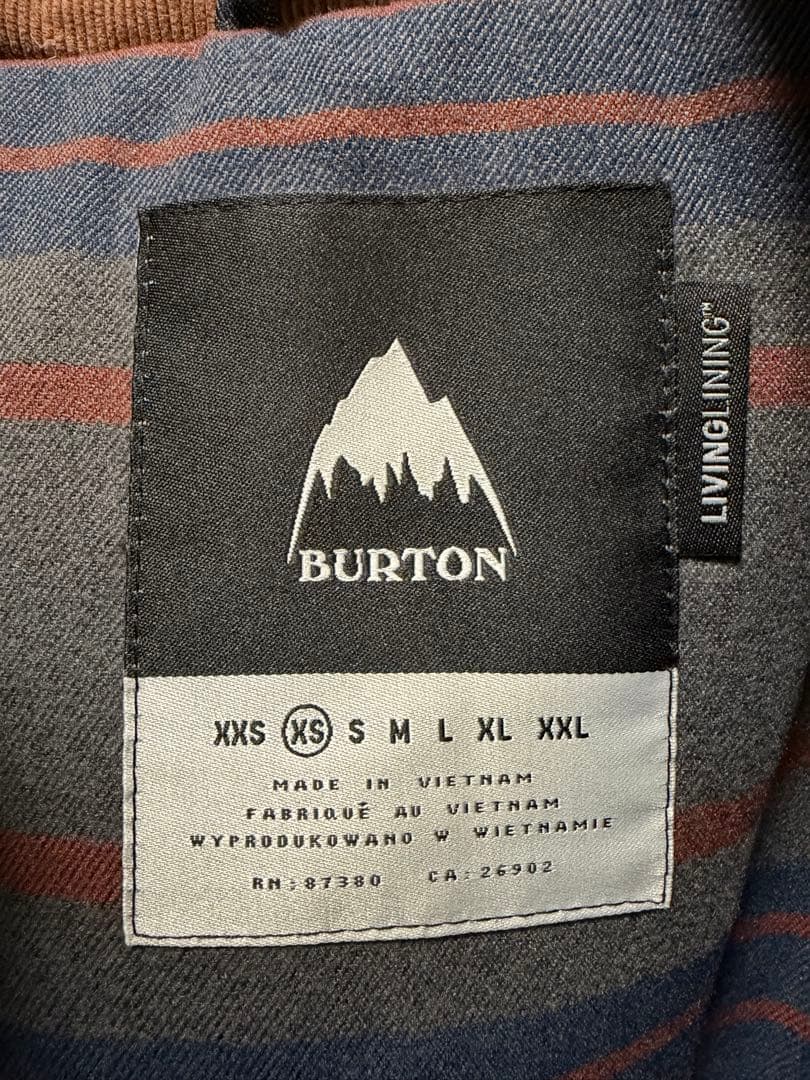 BURTON
LIVINGLINING™
XXS XS S M L XL XXL
MADE IN VIETNAM
FABRIQUÉ AU VIETNAM
WYPRODUKOWANO W WIETNAMIE
RN:87380 CA:26902